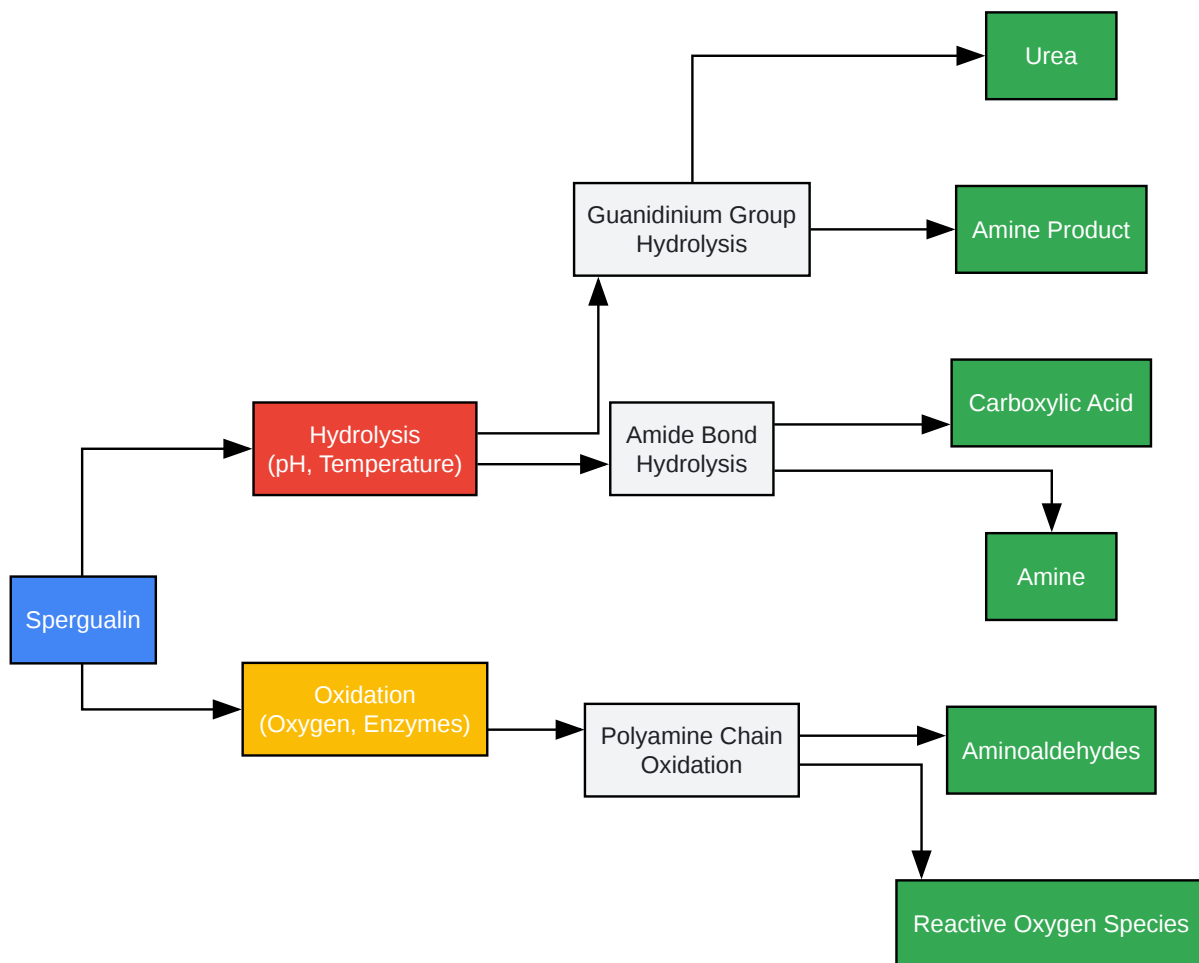 Urea
Guanidinium Group
Hydrolysis
Amine Product
Carboxylic Acid
Hydrolysis
(pH, Temperature)
Amide Bond
Hydrolysis
Amine
Spergualin
Oxidation
(Oxygen, Enzymes)
Polyamine Chain
Oxidation
Aminoaldehydes
Reactive Oxygen Species